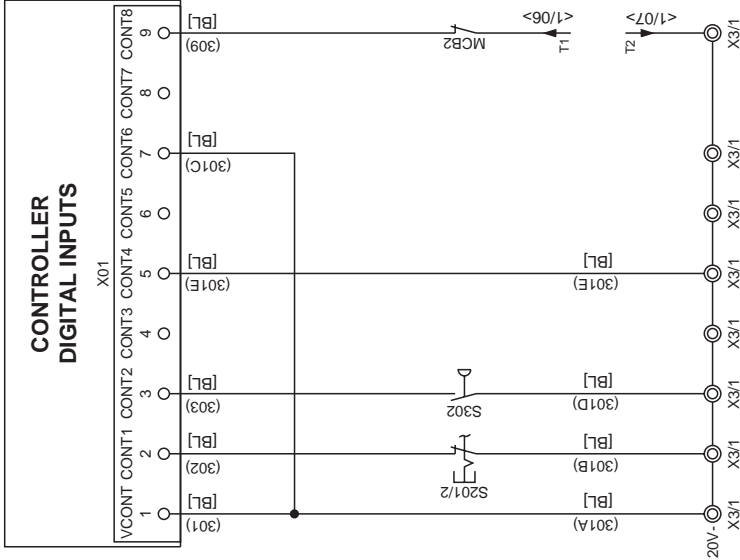 CONTROLLER
DIGITAL INPUTS
X01
VCONT CONT1 CONT2 CONT3 CONT4 CONT5 CONT6 CONT7 CONT8
1 2 3 4 5 6 7 8 9
[BL]
(301)
[BL]
(302)
[BL]
(303)
[BL]
(301E)
[BL]
(301C)
[BL]
(309)
S201/2
S302
MCB2
<1/06>
T1
T2
<1/07>
[BL]
(301A)
[BL]
(301B)
[BL]
(301D)
[BL]
(301E)
20V-
X3/1 X3/1 X3/1 X3/1 X3/1 X3/1 X3/1 X3/1